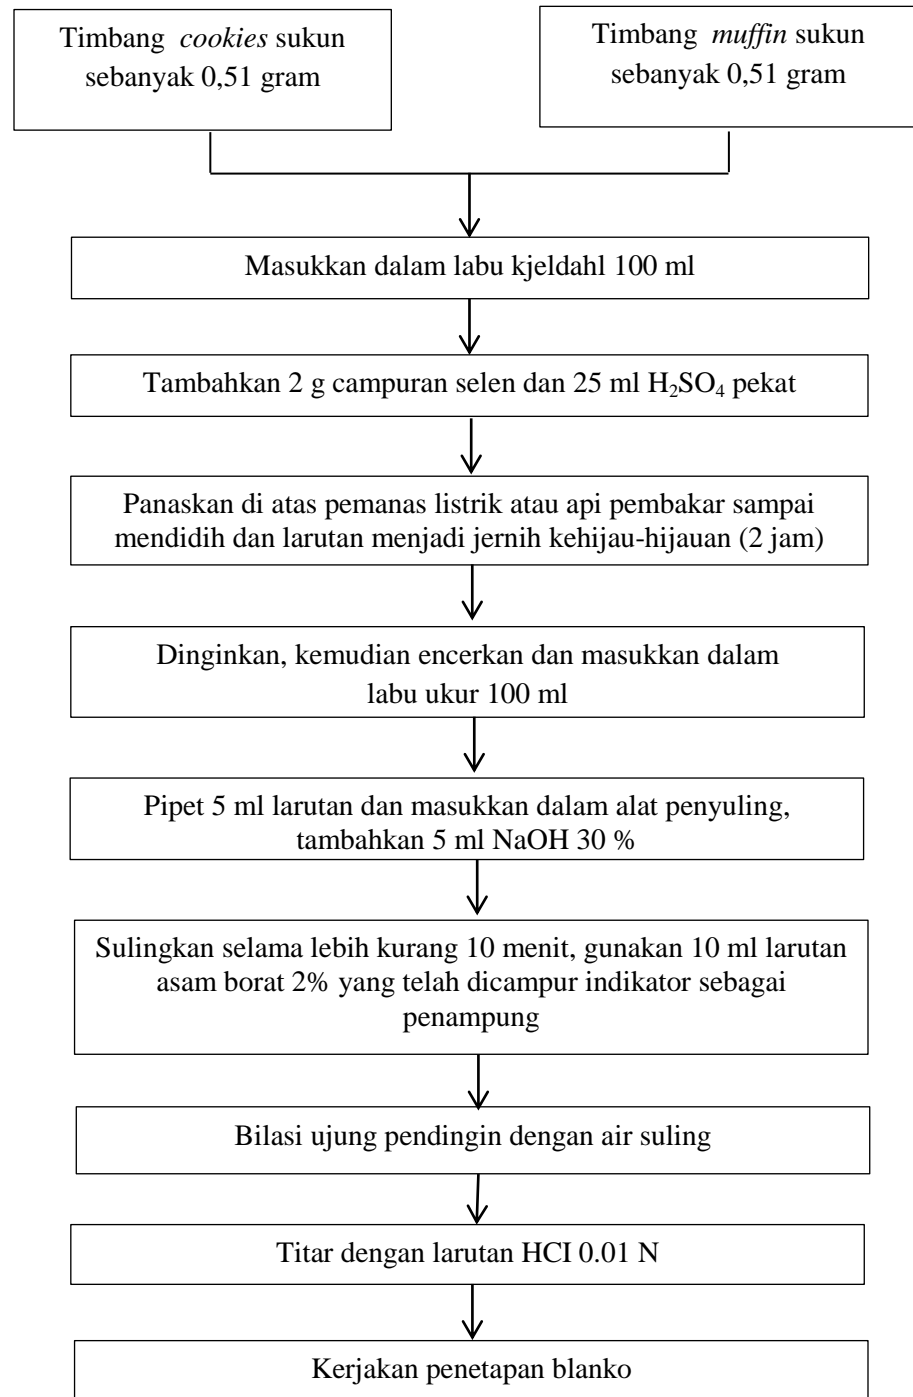 Timbang cookies sukun
sebanyak 0,51 gram
Timbang muffin sukun
sebanyak 0,51 gram
Masukkan dalam labu kjeldahl 100 ml
Tambahkan 2 g campuran selen dan 25 ml H₂SO₄ pekat
Panaskan di atas pemanas listrik atau api pembakar sampai
mendidih dan larutan menjadi jernih kehijau-hijauan (2 jam)
Dinginkan, kemudian encerkan dan masukkan dalam
labu ukur 100 ml
Pipet 5 ml larutan dan masukkan dalam alat penyuling,
tambahkan 5 ml NaOH 30 %
Sulingkan selama lebih kurang 10 menit, gunakan 10 ml larutan
asam borat 2% yang telah dicampur indikator sebagai
penampung
Bilasi ujung pendingin dengan air suling
Titar dengan larutan HCI 0.01 N
Kerjakan penetapan blanko